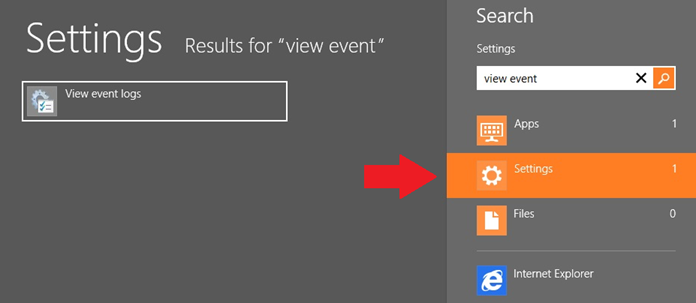 Settings Results for “view event”
View event logs
Search
Settings
view event
Apps 1
Settings 1
Files 0
Internet Explorer